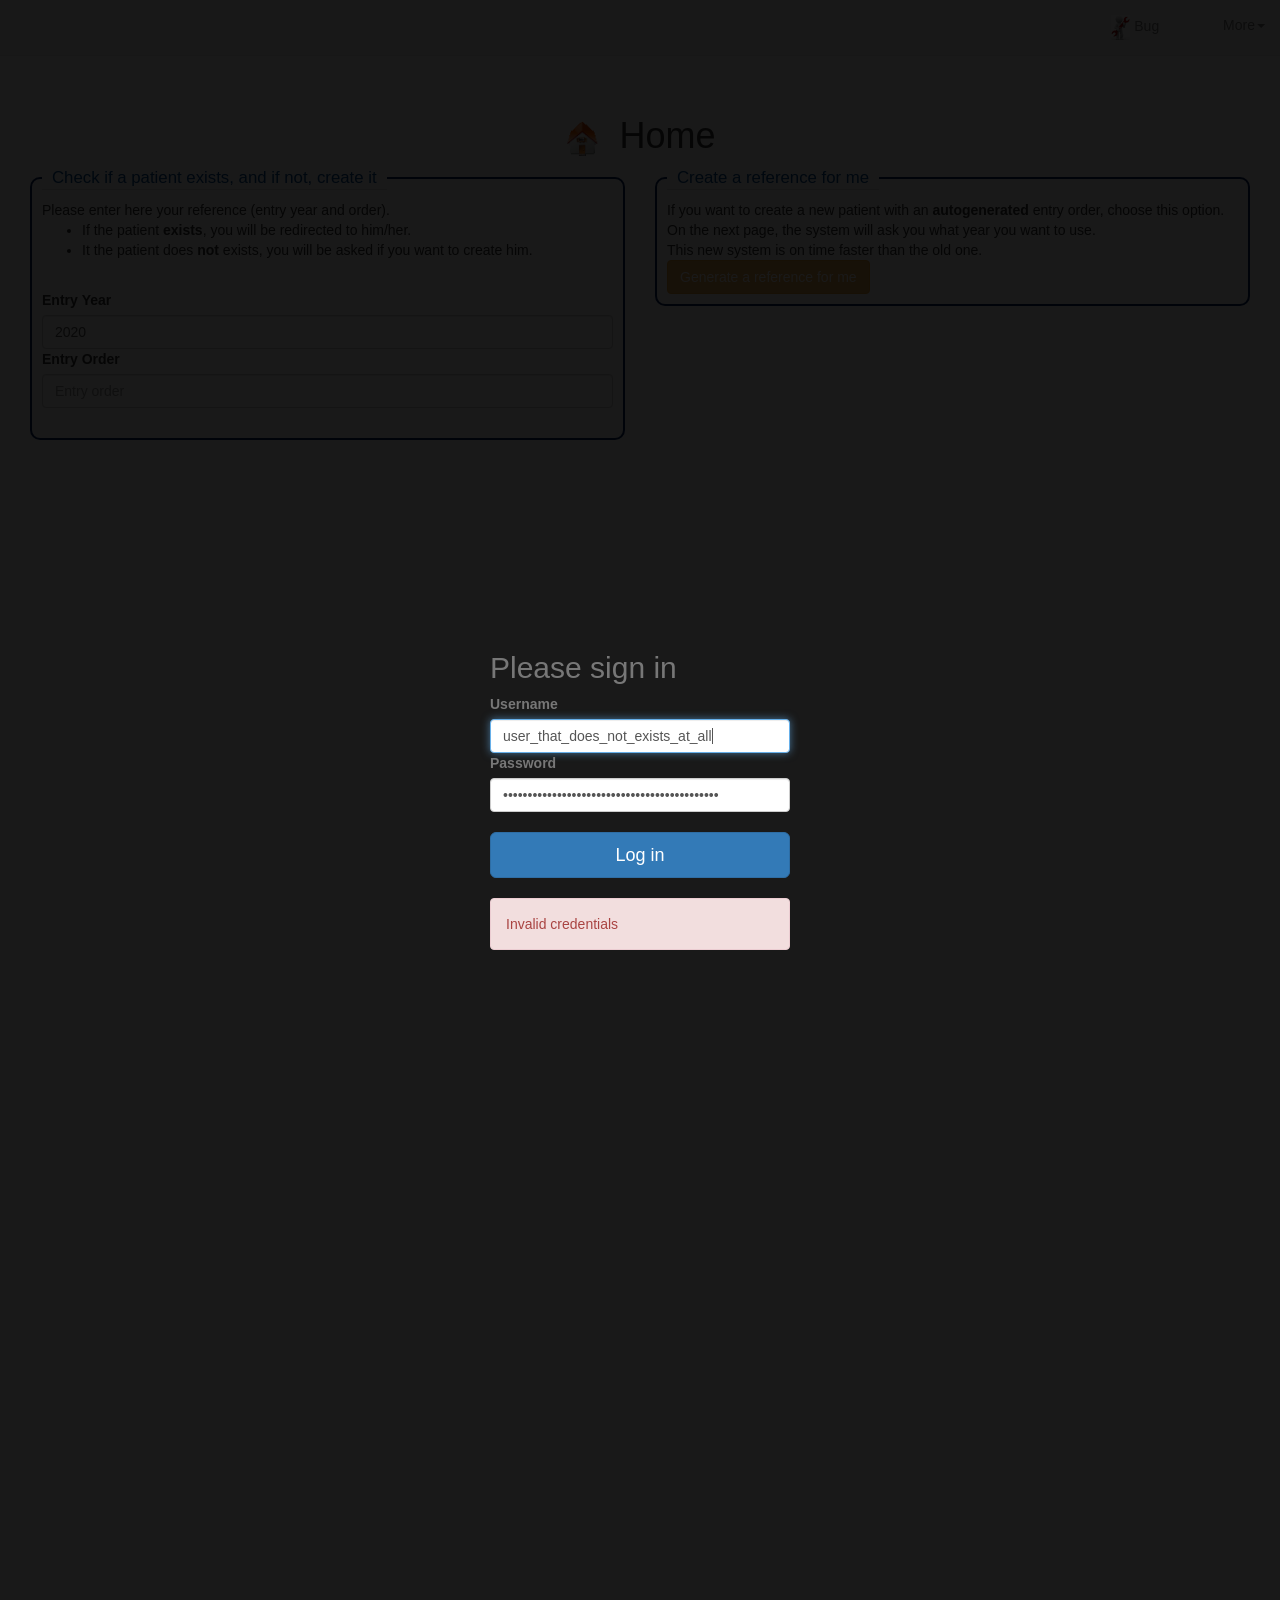 Bug
More
Home
Check if a patient exists, and if not, create it
Please enter here your reference (entry year and order).
• If the patient exists, you will be redirected to him/her.
• It the patient does not exists, you will be asked if you want to create him.
Entry Year
2020
Entry Order
Entry order
Create a reference for me
If you want to create a new patient with an autogenerated entry order, choose this option.
On the next page, the system will ask you what year you want to use.
This new system is on time faster than the old one.
Generate a reference for me
Please sign in
Username
user_that_does_not_exists_at_all
Password
Log in
Invalid credentials